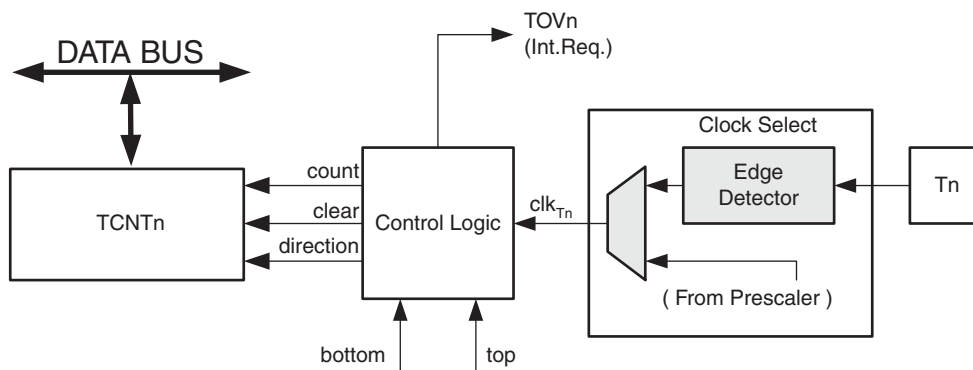 TOVn
(Int.Req.)
DATA BUS
Clock Select
count
TCNTn
clear
direction
Control Logic
clkTn
Edge
Detector
Tn
( From Prescaler )
bottom
top